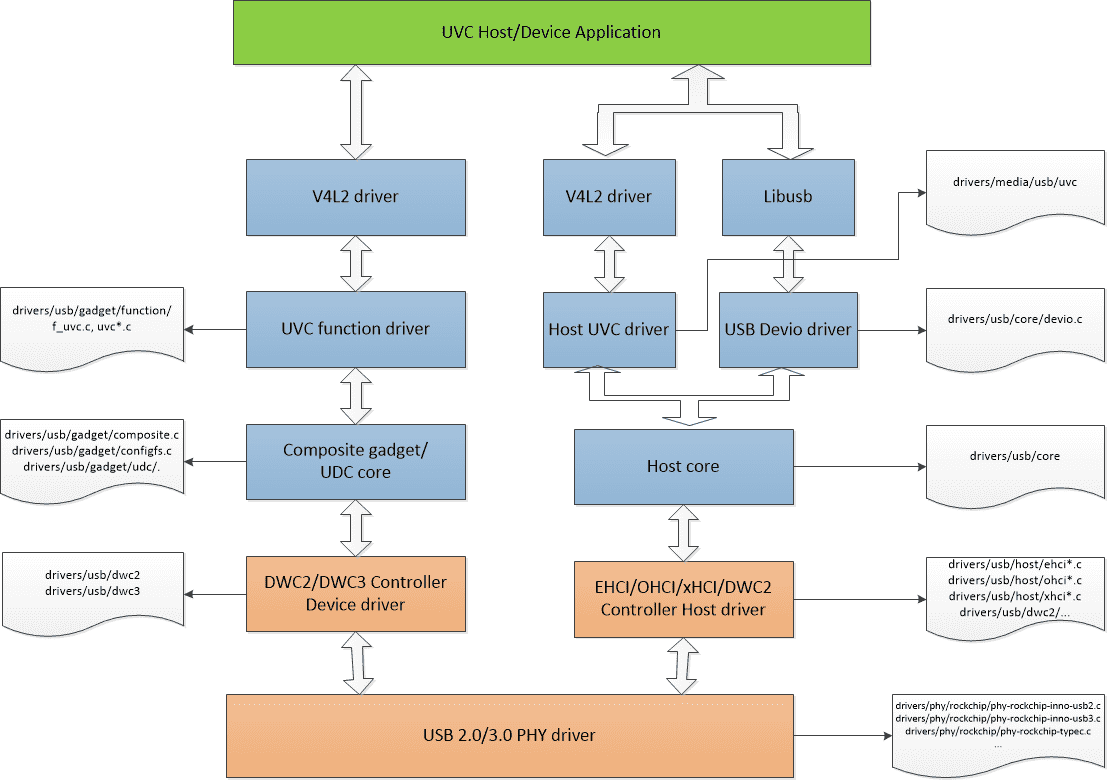 UVC Host/Device Application
V4L2 driver
V4L2 driver
Libusb
drivers/media/usb/uvc
drivers/usb/gadget/function/
f_uvc.c, uvc*.c
UVC function driver
Host UVC driver
USB Devio driver
drivers/usb/core/devio.c
drivers/usb/gadget/composite.c
drivers/usb/gadget/configfs.c
drivers/usb/gadget/udc/.
Composite gadget/
UDC core
Host core
drivers/usb/core
drivers/usb/dwc2
drivers/usb/dwc3
DWC2/DWC3 Controller
Device driver
EHCI/OHCI/xHCI/DWC2
Controller Host driver
drivers/usb/host/ehci*.c
drivers/usb/host/ohci*.c
drivers/usb/host/xhci*.c
drivers/usb/dwc2/...
USB 2.0/3.0 PHY driver
drivers/phy/rockchip/phy-rockchip-inno-usb2.c
drivers/phy/rockchip/phy-rockchip-inno-usb3.c
drivers/phy/rockchip/phy-rockchip-typec.c
...